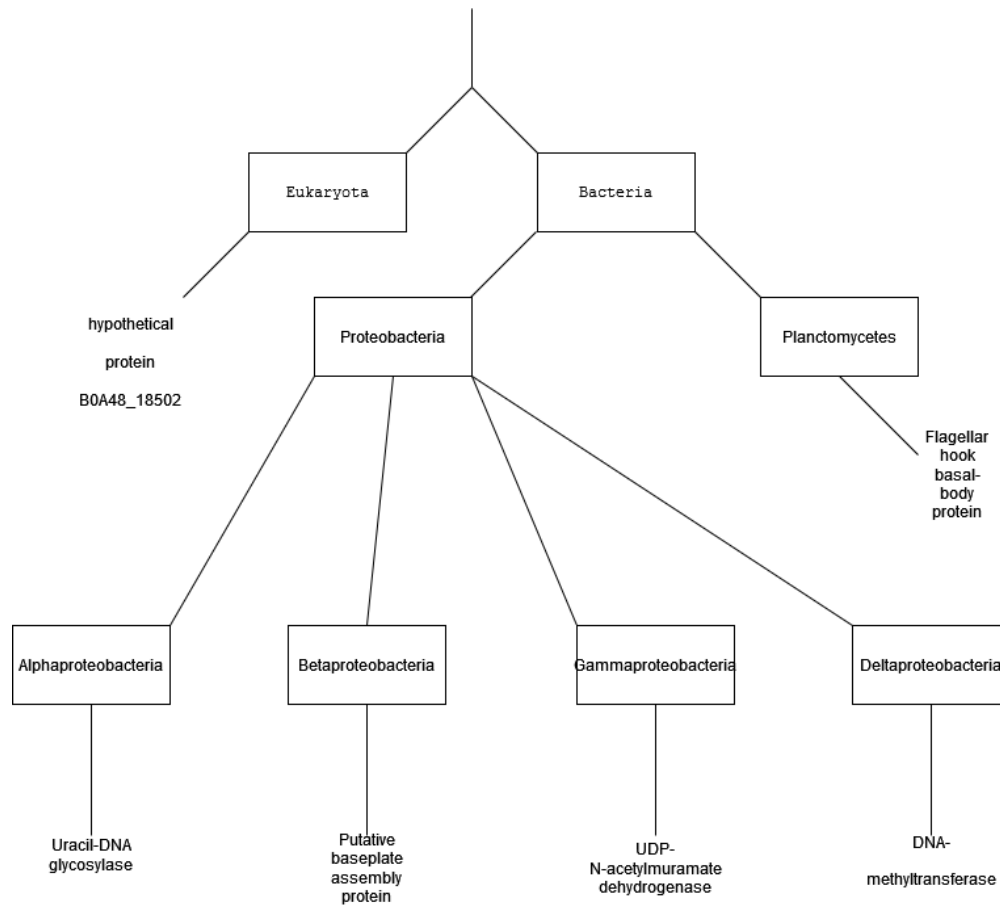 Eukaryota
Bacteria
hypothetical
protein
B0A48_18502
Proteobacteria
Planctomycetes
Flagellar
hook
basal-
body
protein
Alphaproteobacteria
Betaproteobacteria
Gammaproteobacteria
Deltaproteobacteria
Uracil-DNA
glycosylase
Putative
baseplate
assembly
protein
UDP-
N-acetylmuramate
dehydrogenase
DNA-
methyltransferase